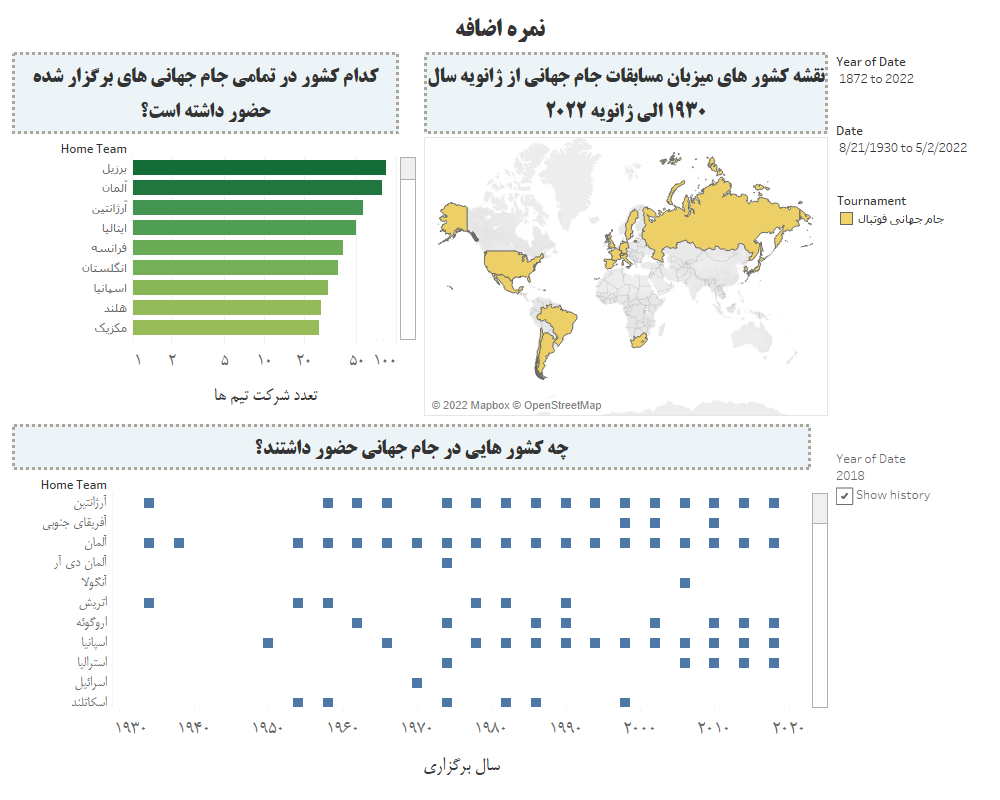 نمره اضافه
کدام کشور در تمامی جام جهانی های برگزار شده
حضور داشته است؟
نقشه کشور های میزبان مسابقات جام جهانی از ژانویه سال
۱۹۳۰ الی ژانویه ۲۰۲۲
Year of Date
1872 to 2022
Date
8/21/1930 to 5/2/2022
Tournament
جام جهانی فوتبال
Home Team
برزیل
آلمان
آرژانتین
ایتالیا
فرانسه
انگلستان
اسپانیا
هلند
مکزیک
۱ ۲ ۵ ۱۰ ۲۰ ۵۰ ۱۰۰
تعدد شرکت تیم ها
© 2022 Mapbox © OpenStreetMap
چه کشور هایی در جام جهانی حضور داشتند؟
Year of Date
2018
Show history
Home Team
آرژانتین
آفریقای جنوبی
آلمان
آلمان دی آر
آنگولا
اتریش
اروگوئه
اسپانیا
استرالیا
اسرائیل
اسکاتلند
۱۹۳۰ ۱۹۴۰ ۱۹۵۰ ۱۹۶۰ ۱۹۷۰ ۱۹۸۰ ۱۹۹۰ ۲۰۰۰ ۲۰۱۰ ۲۰۲۰
سال برگزاری